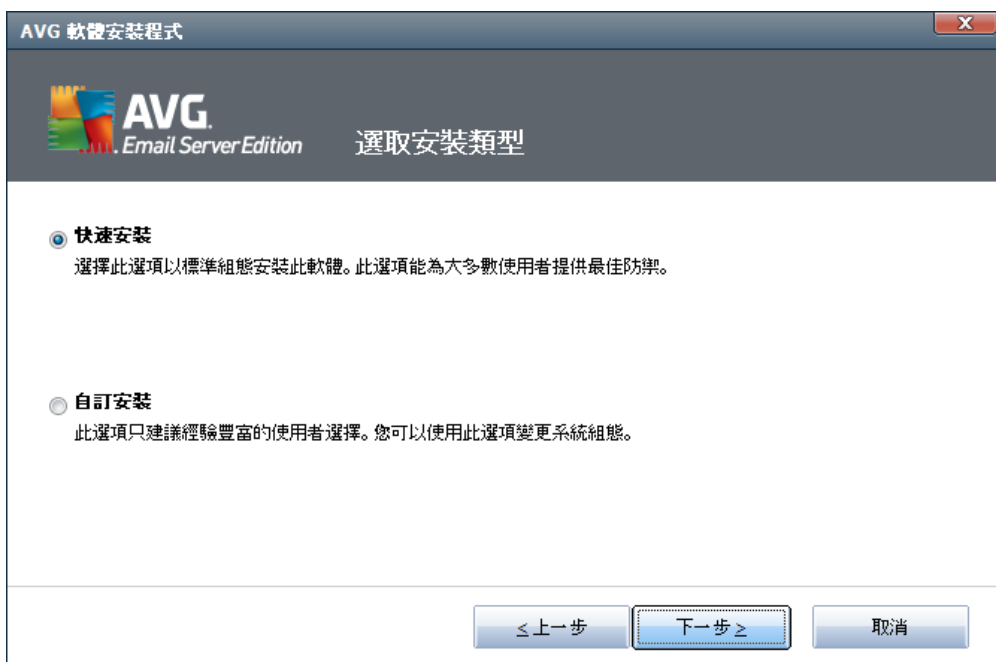 AVG 軟體安裝程式
AVG.
Email Server Edition
選取安裝類型
快速安裝
選擇此選項以標準組態安裝此軟體。此選項能為大多數使用者提供最佳防禦。
自訂安裝
此選項只建議經驗豐富的使用者選擇。您可以使用此選項變更系統組態。
≤上一步
下一步≥
取消